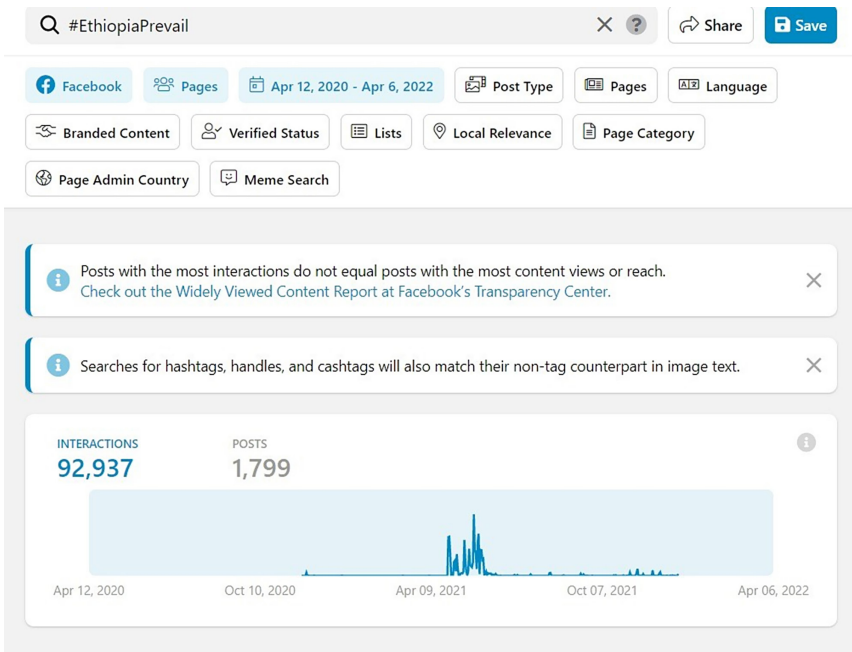 #EthiopiaPrevail
Share
Save
Facebook
Pages
Apr 12, 2020 - Apr 6, 2022
Post Type
Pages
Language
Branded Content
Verified Status
Lists
Local Relevance
Page Category
Page Admin Country
Meme Search
Posts with the most interactions do not equal posts with the most content views or reach.
Check out the Widely Viewed Content Report at Facebook's Transparency Center.
Searches for hashtags, handles, and cashtags will also match their non-tag counterpart in image text.
INTERACTIONS
92,937
POSTS
1,799
Apr 12, 2020
Oct 10, 2020
Apr 09, 2021
Oct 07, 2021
Apr 06, 2022